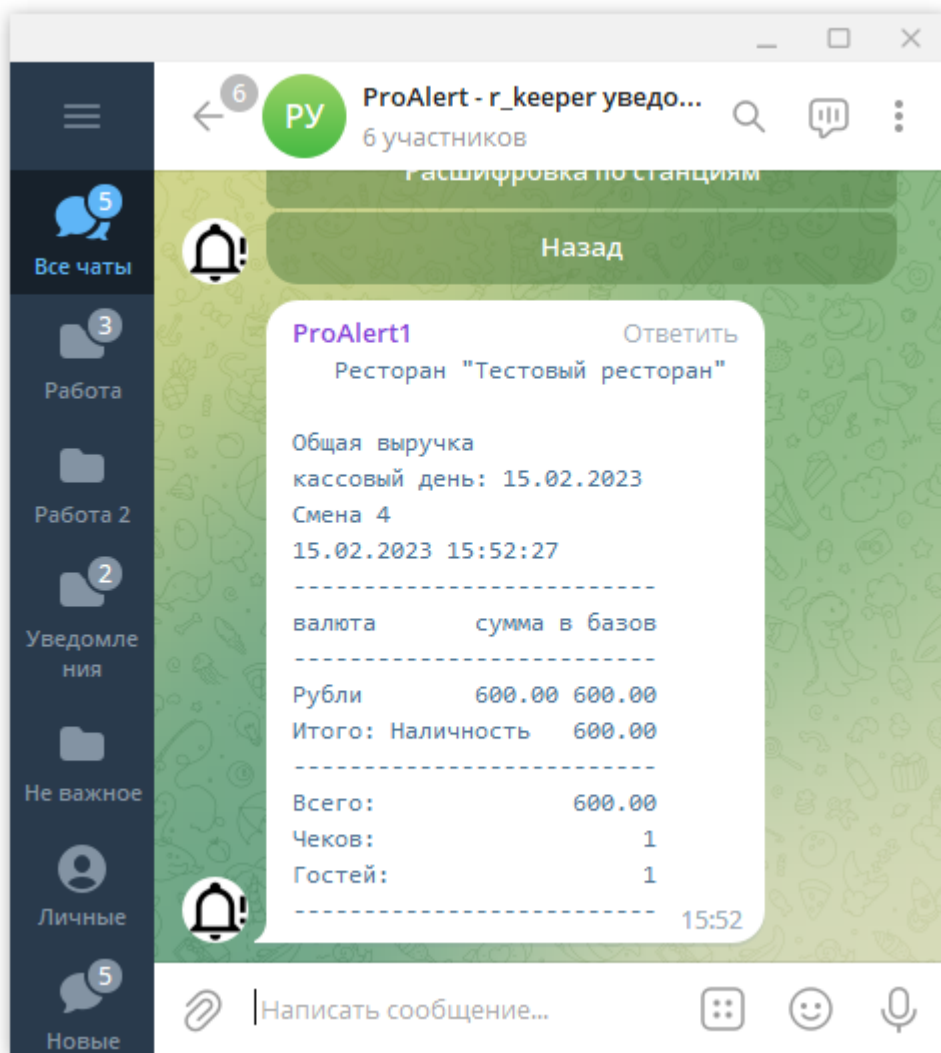 6
РУ
ProAlert - r_keeper уведо...
6 участников
5
Все чаты
3
Работа
Работа 2
2
Уведомле
ния
Не важное
Личные
5
Новые
Расшифровка по станциям
Назад
ProAlert1 Ответить
Ресторан "Тестовый ресторан"
Общая выручка
кассовый день: 15.02.2023
Смена 4
15.02.2023 15:52:27
--------------------------
валюта сумма в базов
--------------------------
Рубли 600.00 600.00
Итого: Наличность 600.00
--------------------------
Всего: 600.00
Чеков: 1
Гостей: 1
--------------------------
15:52
Написать сообщение...